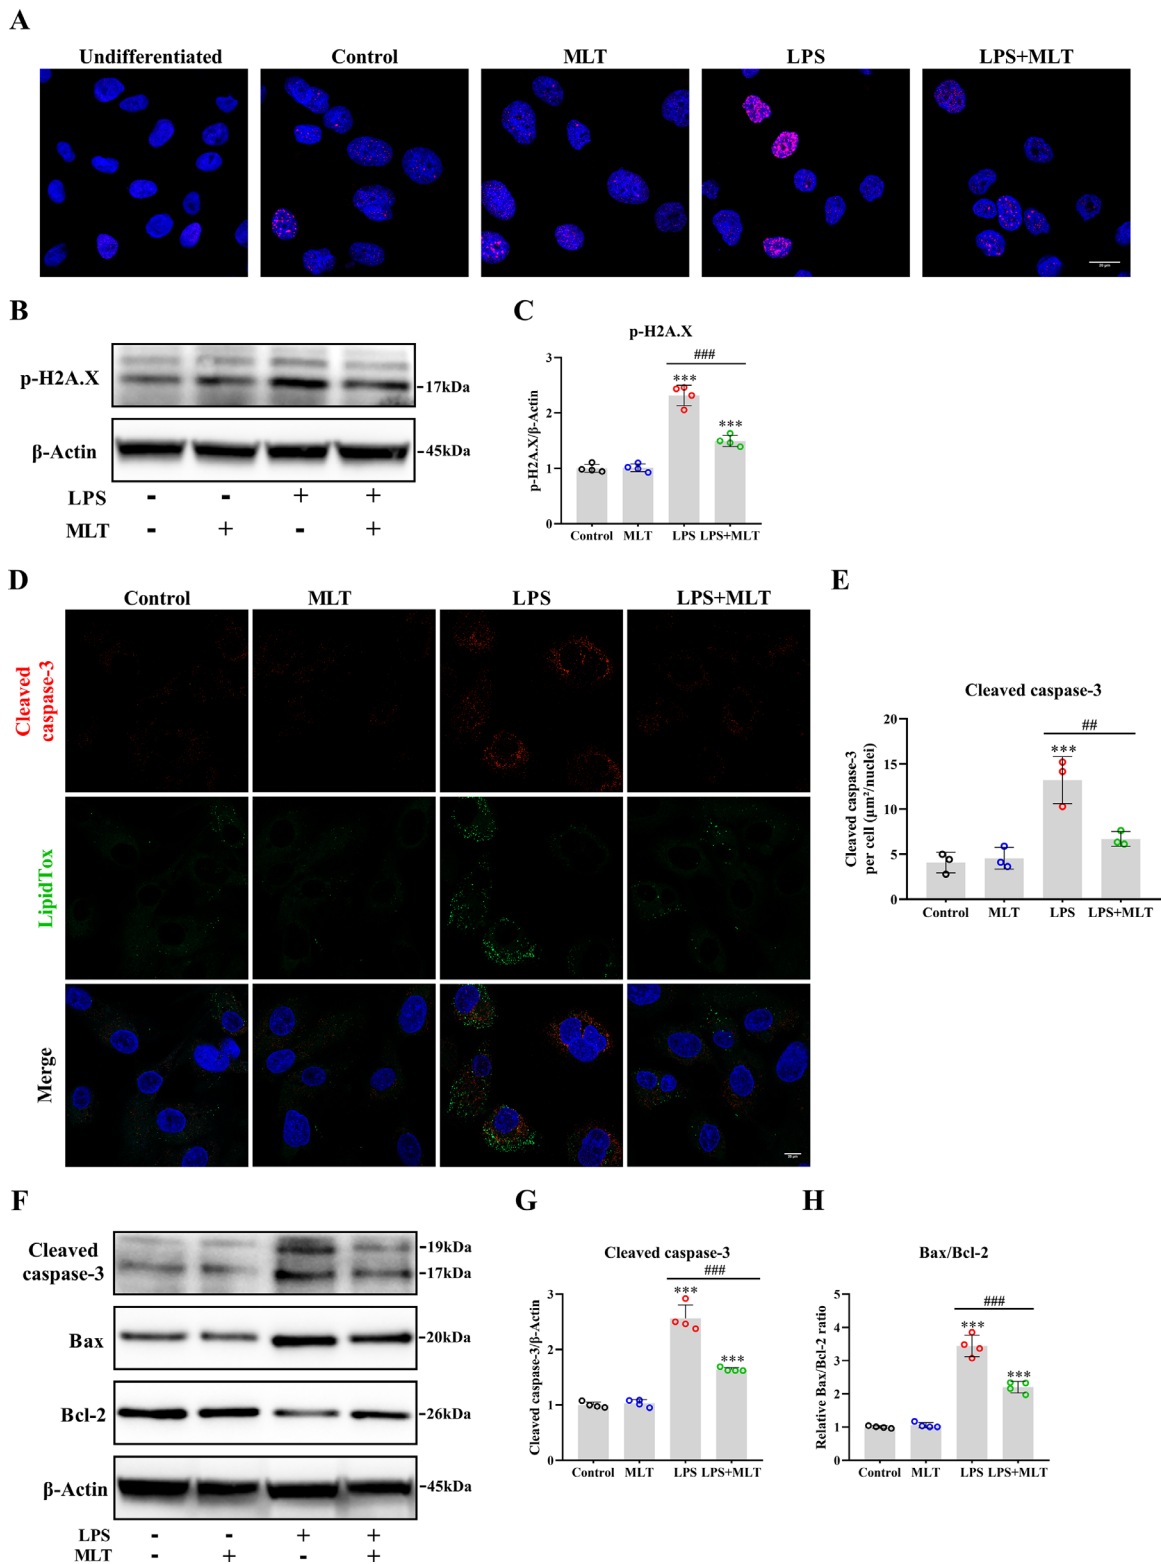 A
Undifferentiated Control MLT LPS LPS+MLT
20 μm
B
p-H2A.X
-17kDa
β-Actin
-45kDa
LPS - - + +
MLT - + - +
C
p-H2A.X
###
***
***
p-H2A.X/β-Actin
3
2
1
0
Control MLT LPS LPS+MLT
D
Control MLT LPS LPS+MLT
Cleaved
caspase-3
LipidTox
Merge
20 μm
E
Cleaved caspase-3
##
***
Cleaved caspase-3
per cell (μm²/nuclei)
20
15
10
5
0
Control MLT LPS LPS+MLT
F
Cleaved
caspase-3
-19kDa
-17kDa
Bax
-20kDa
Bcl-2
-26kDa
β-Actin
-45kDa
LPS - - + +
MLT - + - +
G
Cleaved caspase-3
###
***
***
Cleaved caspase-3/β-Actin
3
2
1
0
Control MLT LPS LPS+MLT
H
Bax/Bcl-2
###
***
***
Relative Bax/Bcl-2 ratio
5
4
3
2
1
0
Control MLT LPS LPS+MLT